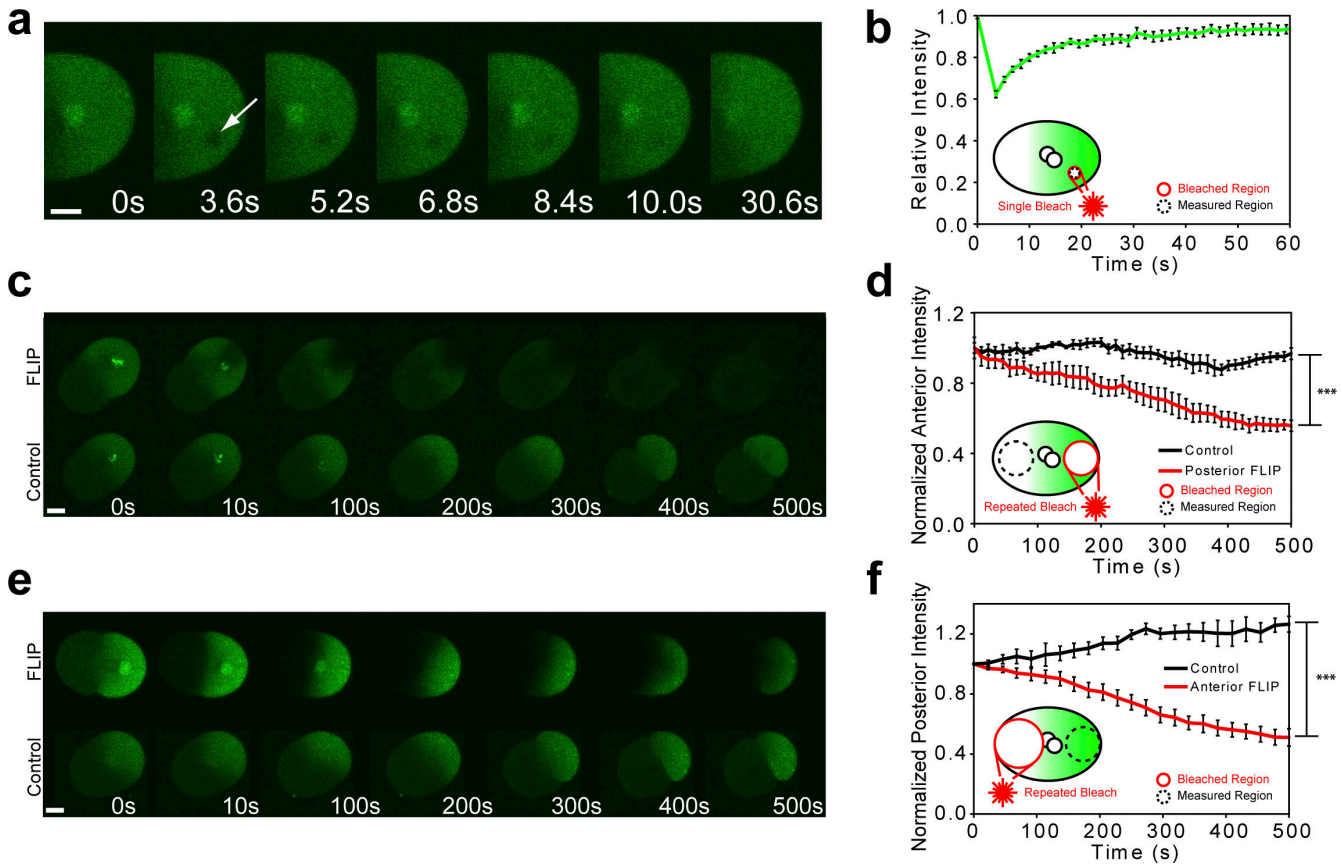 a
0s 3.6s 5.2s 6.8s 8.4s 10.0s 30.6s
b
Relative Intensity
1.0
0.8
0.6
0.4
0.2
0.0
Single Bleach
Bleached Region
Measured Region
0 10 20 30 40 50 60
Time (s)
c
FLIP
Control
0s 10s 100s 200s 300s 400s 500s
d
Normalized Anterior Intensity
1.2
0.8
0.4
0.0
***
Control
Posterior FLIP
Bleached Region
Measured Region
Repeated Bleach
0 100 200 300 400 500
Time (s)
e
FLIP
Control
0s 10s 100s 200s 300s 400s 500s
f
Normalized Posterior Intensity
1.2
0.8
0.4
0.0
***
Control
Anterior FLIP
Repeated Bleach
Bleached Region
Measured Region
0 100 200 300 400 500
Time (s)